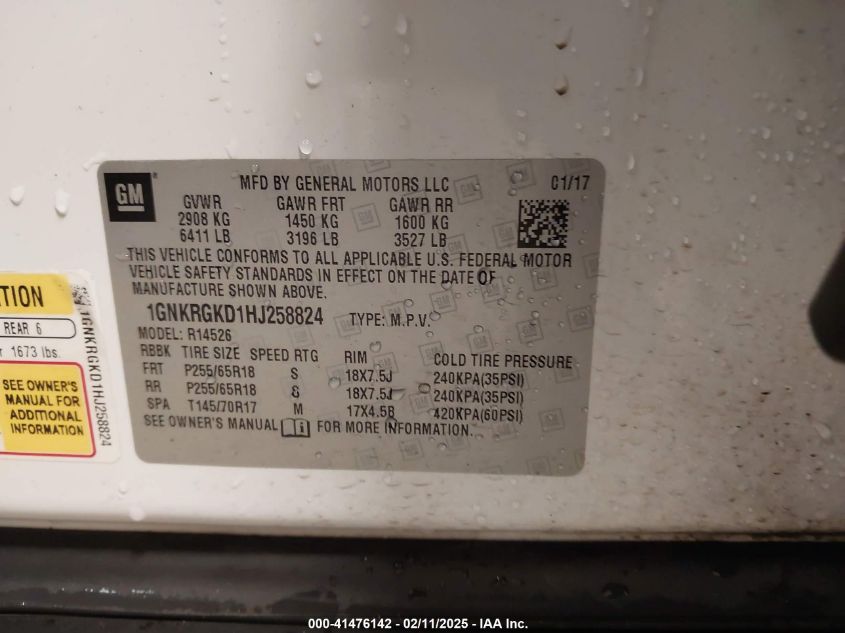 GM
MFD BY GENERAL MOTORS LLC 01/17
GVWR GAWR FRT GAWR RR
2908 KG 1450 KG 1600 KG
6411 LB 3196 LB 3527 LB
THIS VEHICLE CONFORMS TO ALL APPLICABLE U.S. FEDERAL MOTOR
VEHICLE SAFETY STANDARDS IN EFFECT ON THE DATE OF
MANUFACTURE SHOWN ABOVE.
1GNKRGKD1HJ258824 TYPE: M.P.V.
MODEL: R14526
RBBK TIRE SIZE SPEED RTG RIM COLD TIRE PRESSURE
FRT P255/65R18 S 18X7.5J 240KPA(35PSI)
RR P255/65R18 S 18X7.5J 240KPA(35PSI)
SPA T145/70R17 M 17X4.5B 420KPA(60PSI)
SEE OWNER'S MANUAL i FOR MORE INFORMATION.
REAR 6
1673 lbs.
SEE OWNER'S
MANUAL FOR
ADDITIONAL
INFORMATION
1GNKRGKD1HJ258824
000-41476142 - 02/11/2025 - IAA Inc.